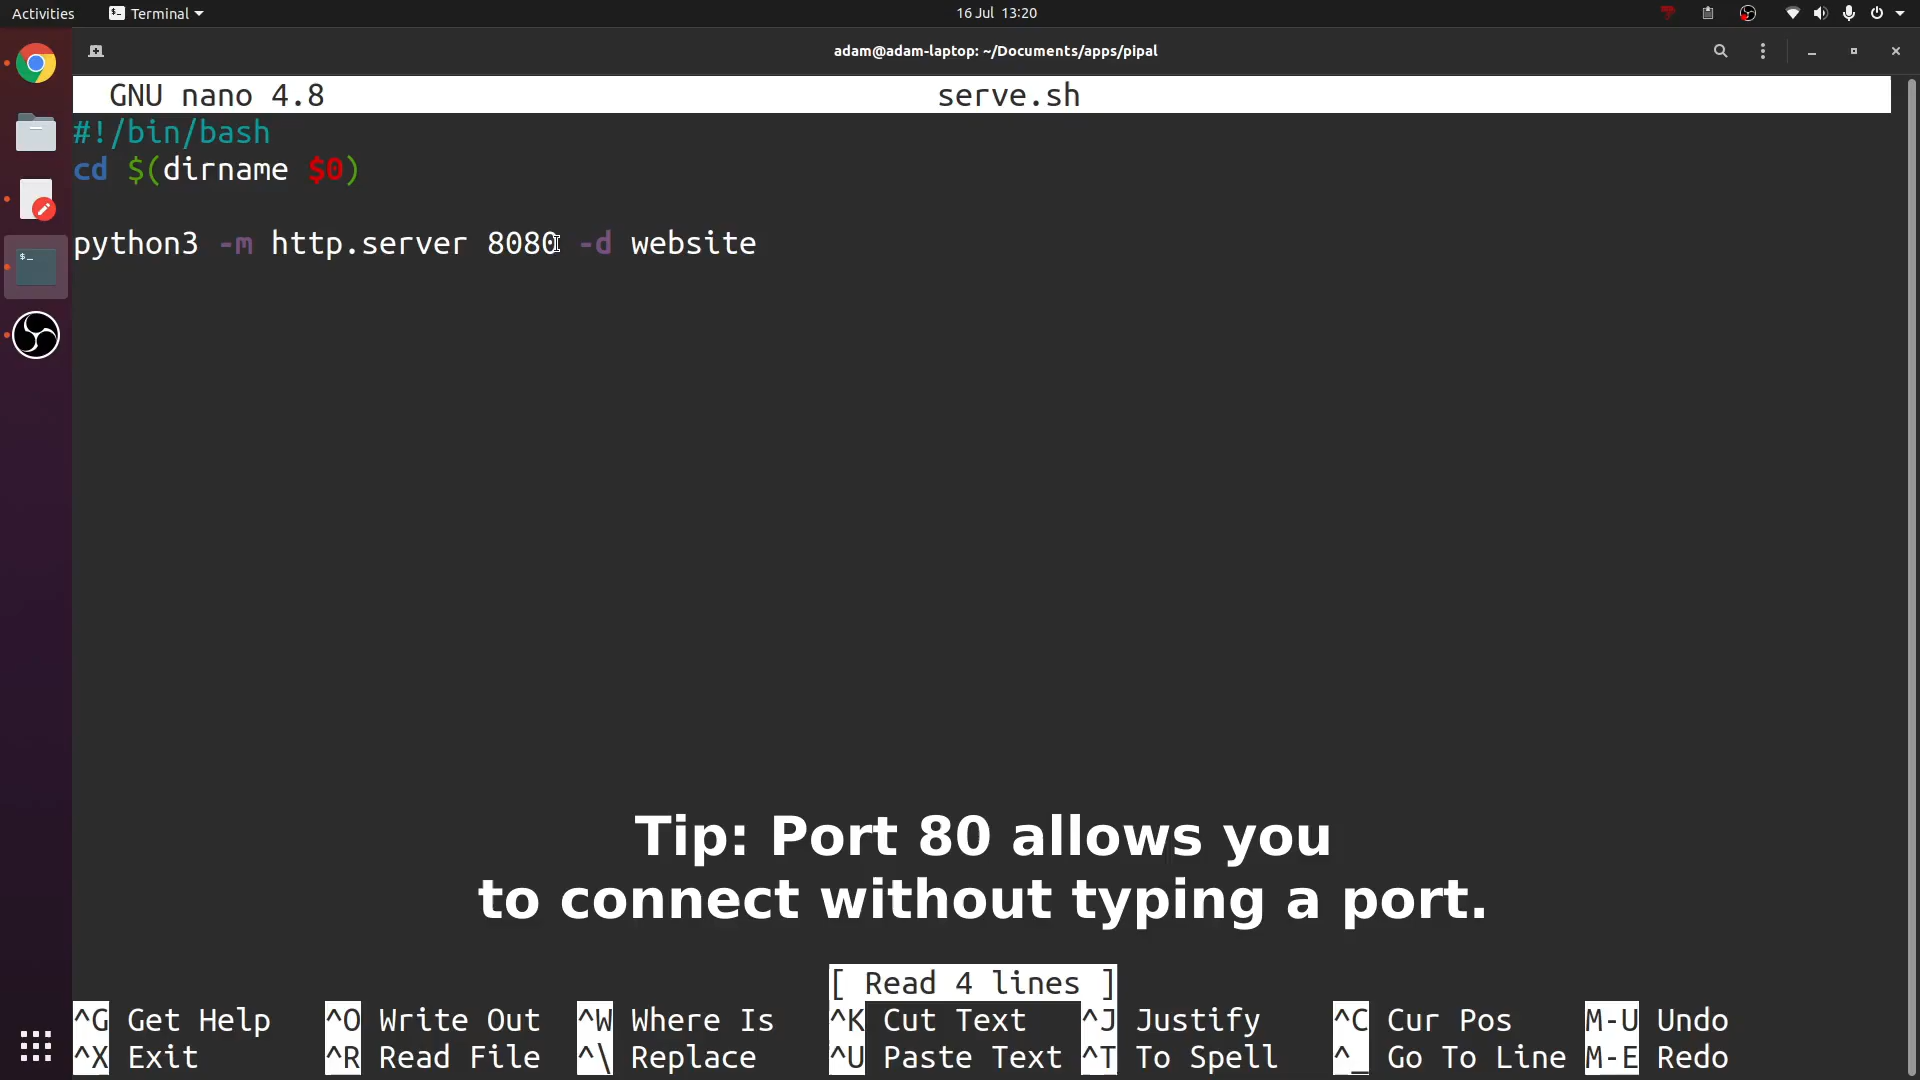 Activities Terminal 16 Jul 13:20
adam@adam-laptop: ~/Documents/apps/pipal
GNU nano 4.8 serve.sh
#!/bin/bash
cd $(dirname $0)
python3 -m http.server 8080 -d website
Tip: Port 80 allows you
to connect without typing a port.
[ Read 4 lines ]
^G Get Help ^O Write Out ^W Where Is ^K Cut Text ^J Justify ^C Cur Pos M-U Undo
^X Exit ^R Read File ^\ Replace ^U Paste Text ^T To Spell ^_ Go To Line M-E Redo